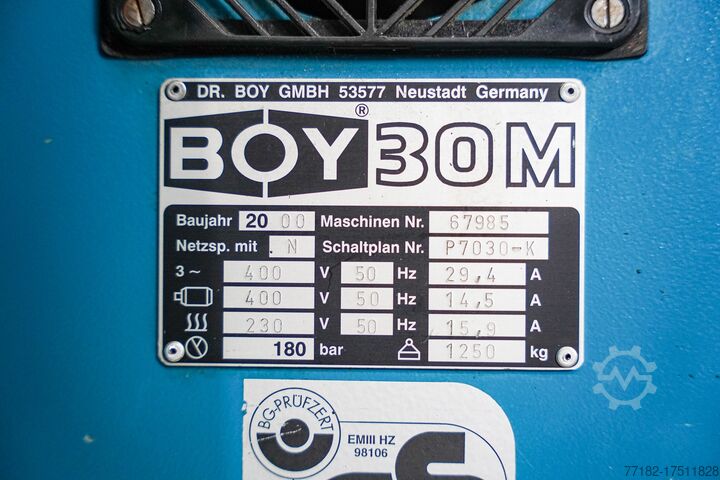 DR. BOY GMBH 53577 Neustadt Germany
BOY® 30M
Baujahr 2000 Maschinen Nr. 67985
Netzsp. mit N Schaltplan Nr. P7030-K
3~ 400 V 50 Hz 29,4 A
400 V 50 Hz 14,5 A
230 V 50 Hz 15,9 A
180 bar 1250 kg
BG-PRÜFZERT
EMIII HZ
98106
77182-17511828